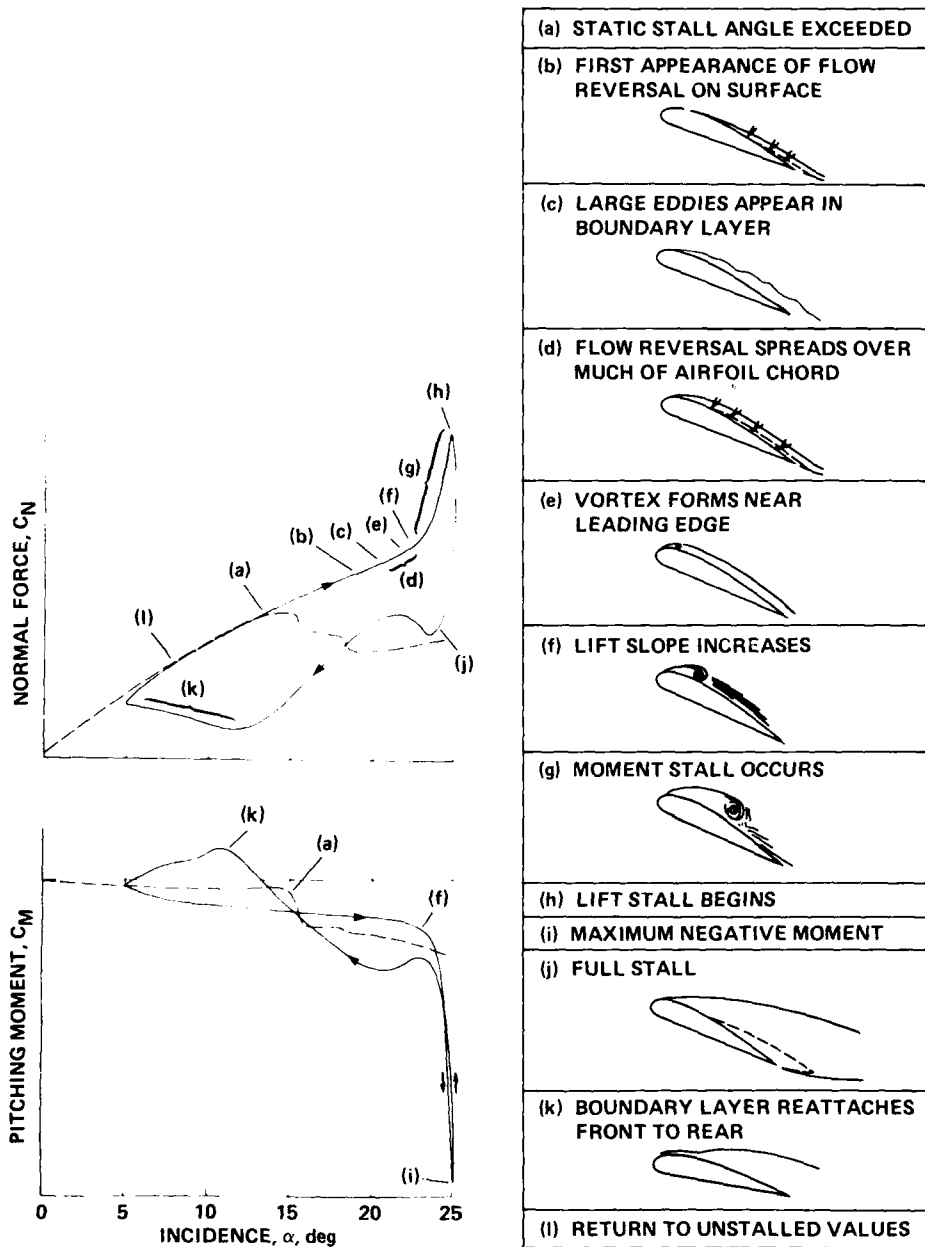 (a) STATIC STALL ANGLE EXCEEDED
(b) FIRST APPEARANCE OF FLOW
REVERSAL ON SURFACE
(c) LARGE EDDIES APPEAR IN
BOUNDARY LAYER
(d) FLOW REVERSAL SPREADS OVER
MUCH OF AIRFOIL CHORD
(e) VORTEX FORMS NEAR
LEADING EDGE
(f) LIFT SLOPE INCREASES
(g) MOMENT STALL OCCURS
(h) LIFT STALL BEGINS
(i) MAXIMUM NEGATIVE MOMENT
(j) FULL STALL
(k) BOUNDARY LAYER REATTACHES
FRONT TO REAR
(l) RETURN TO UNSTALLED VALUES
NORMAL FORCE, CN
(h)
(g)
(f)
(e)
(c)
(b)
(d)
(a)
(l)
(j)
(k)
PITCHING MOMENT, CM
(k)
(a)
(f)
(i)
0 5 10 15 20 25
INCIDENCE, α, deg